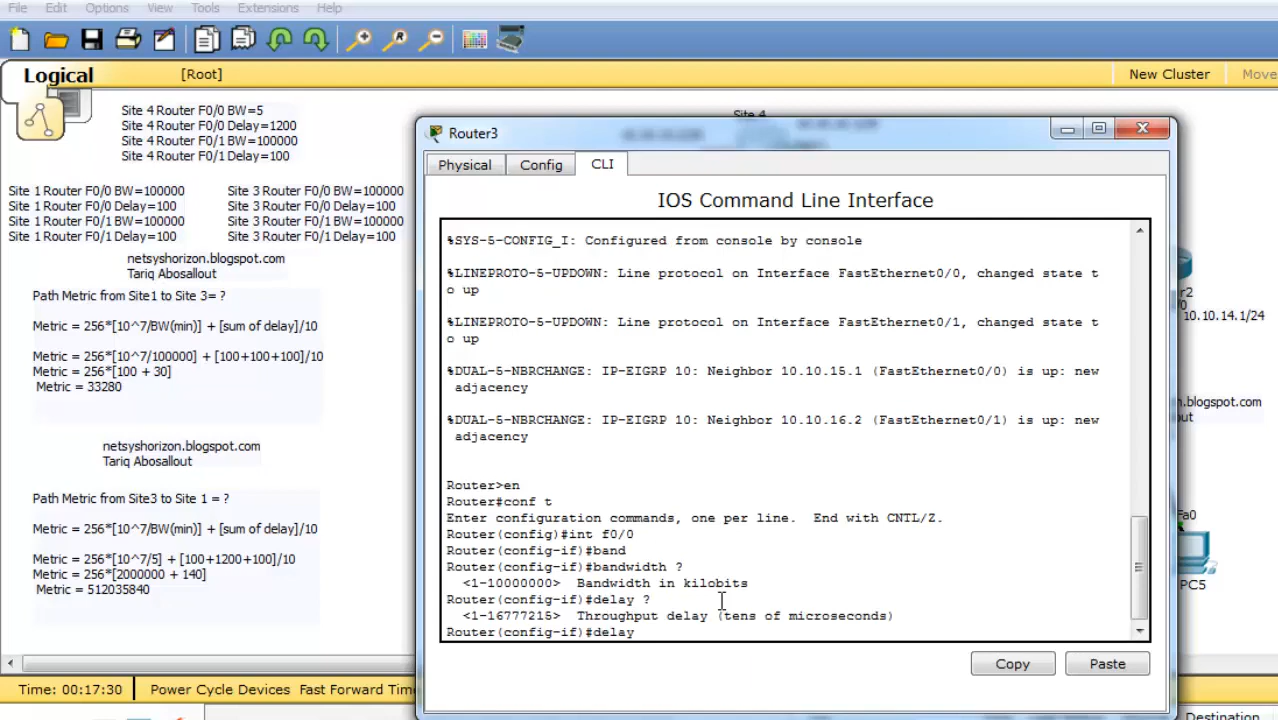 File Edit Options View Tools Extensions Help
Logical [Root] New Cluster Move
Site 4 Router F0/0 BW=5
Site 4 Router F0/0 Delay=1200
Site 4 Router F0/1 BW=100000
Site 4 Router F0/1 Delay=100
Site 1 Router F0/0 BW=100000
Site 1 Router F0/0 Delay=100
Site 1 Router F0/1 BW=100000
Site 1 Router F0/1 Delay=100
Site 3 Router F0/0 BW=100000
Site 3 Router F0/0 Delay=100
Site 3 Router F0/1 BW=100000
Site 3 Router F0/1 Delay=100
netsyshorizon.blogspot.com
Tariq Abosallout
Path Metric from Site1 to Site 3= ?
Metric = 256*[10^7/BW(min)] + [sum of delay]/10
Metric = 256*[10^7/100000] + [100+100+100]/10
Metric = 256*[100 + 30]
Metric = 33280
netsyshorizon.blogspot.com
Tariq Abosallout
Path Metric from Site3 to Site 1 = ?
Metric = 256*[10^7/BW(min)] + [sum of delay]/10
Metric = 256*[10^7/5] + [100+1200+100]/10
Metric = 256*[2000000 + 140]
Metric = 512035840
Site 4
Router3
Physical Config CLI
IOS Command Line Interface
%SYS-5-CONFIG_I: Configured from console by console
%LINEPROTO-5-UPDOWN: Line protocol on Interface FastEthernet0/0, changed state t
o up
%LINEPROTO-5-UPDOWN: Line protocol on Interface FastEthernet0/1, changed state t
o up
%DUAL-5-NBRCHANGE: IP-EIGRP 10: Neighbor 10.10.15.1 (FastEthernet0/0) is up: new
adjacency
%DUAL-5-NBRCHANGE: IP-EIGRP 10: Neighbor 10.10.16.2 (FastEthernet0/1) is up: new
adjacency
Router>en
Router#conf t
Enter configuration commands, one per line. End with CNTL/Z.
Router(config)#int f0/0
Router(config-if)#band
Router(config-if)#bandwidth ?
<1-10000000> Bandwidth in kilobits
Router(config-if)#delay ?
<1-16777215> Throughput delay (tens of microseconds)
Router(config-if)#delay
Copy Paste
r2
/0
10.10.14.1/24
.blogspot.com
out
Fa0
PC5
Time: 00:17:30 Power Cycle Devices Fast Forward Time
Destination